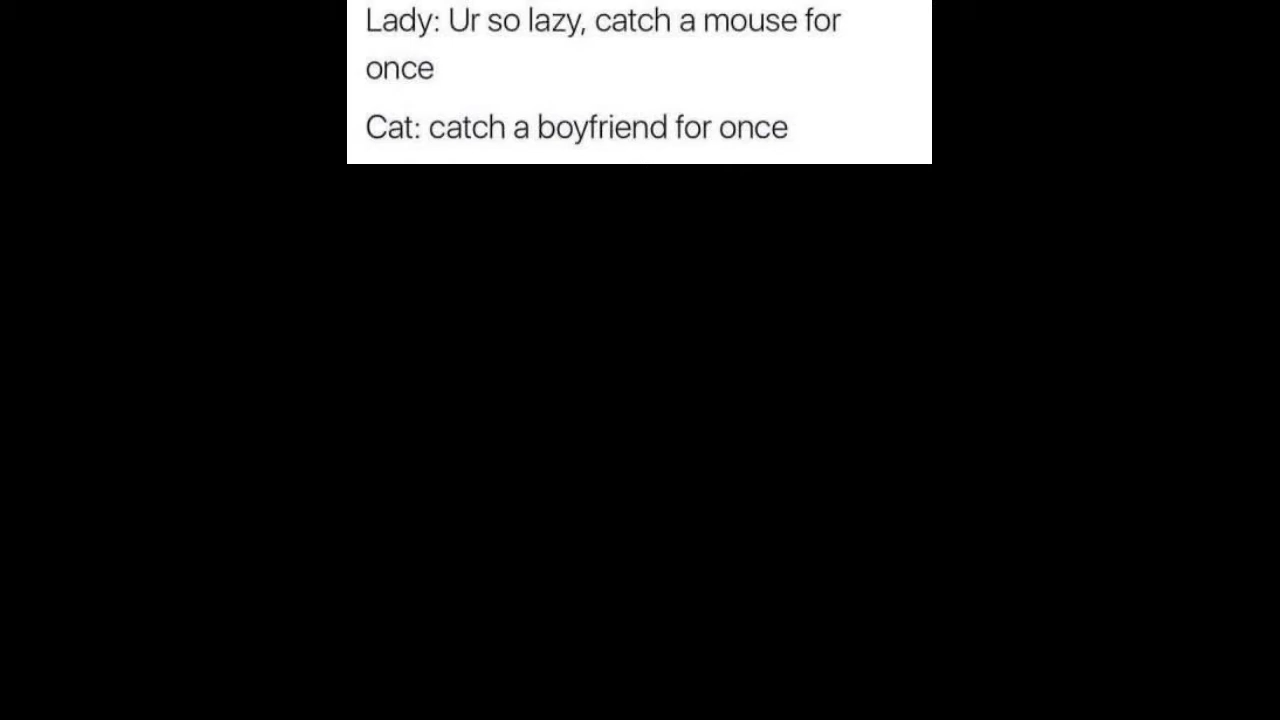 Lady: Ur so lazy, catch a mouse for
once
Cat: catch a boyfriend for once